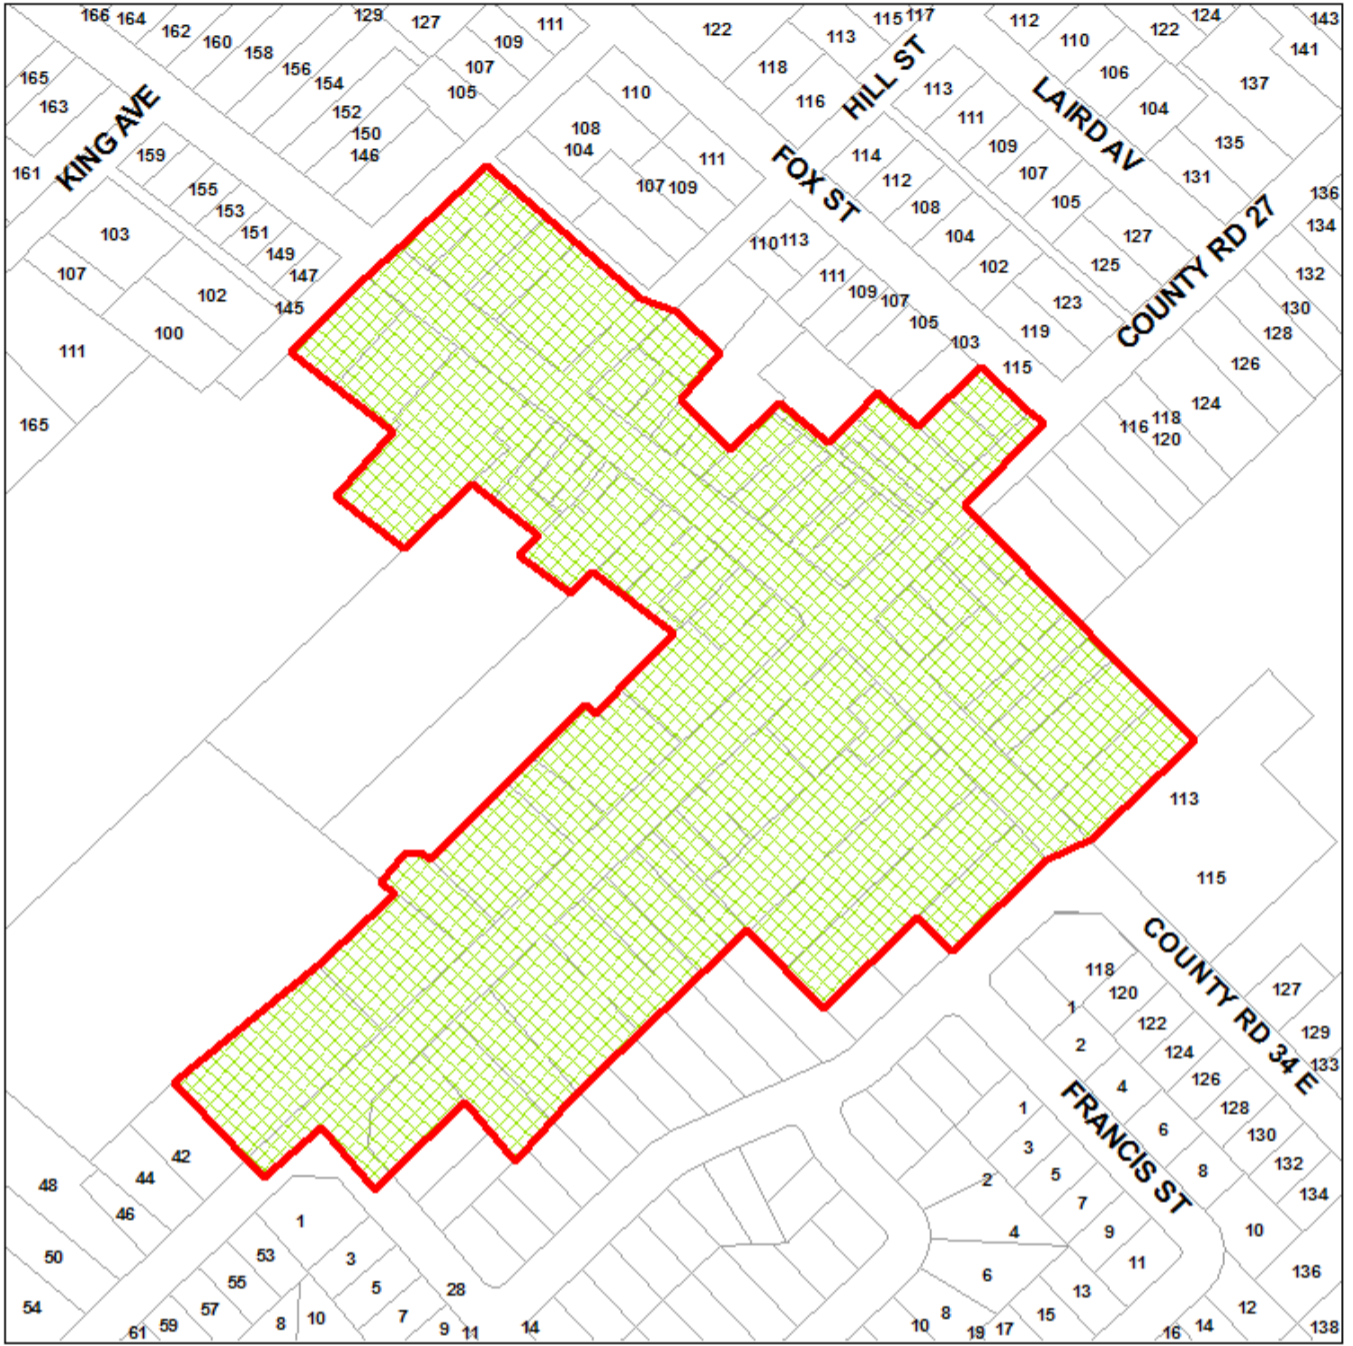 166 164 162 160 158 156 154 152 150 146
129 127 111 109 107 105
122 118 116
115 117 113
HILL ST
112 110 106 104
122 124
143 141 137 135 131
LAIRD AV
165 163 161
KING AVE
159 155 153 151 149 147 145
103 107 102 100 111 165
110 108 104 111 107 109
FOX ST
114 112 108 104 102
113 111 109 107 105
127 125 123 119 115
COUNTY RD 27
136 134 132 130 128 126 124 118 116 120
110 113 111 109 107 105 103
113
115
COUNTY RD 34 E
118 120 122 124 126 128 130 132 134 136 138
127 129 133
1 2 4 6 8 10 12 14 16
FRANCIS ST
1 3 5 7 9 11 13 15 17 19
2 4 6 8 10
42 44 46 48 50 54
1 3 5 7 9 11
53 55 57 59 61
8 10
28 14